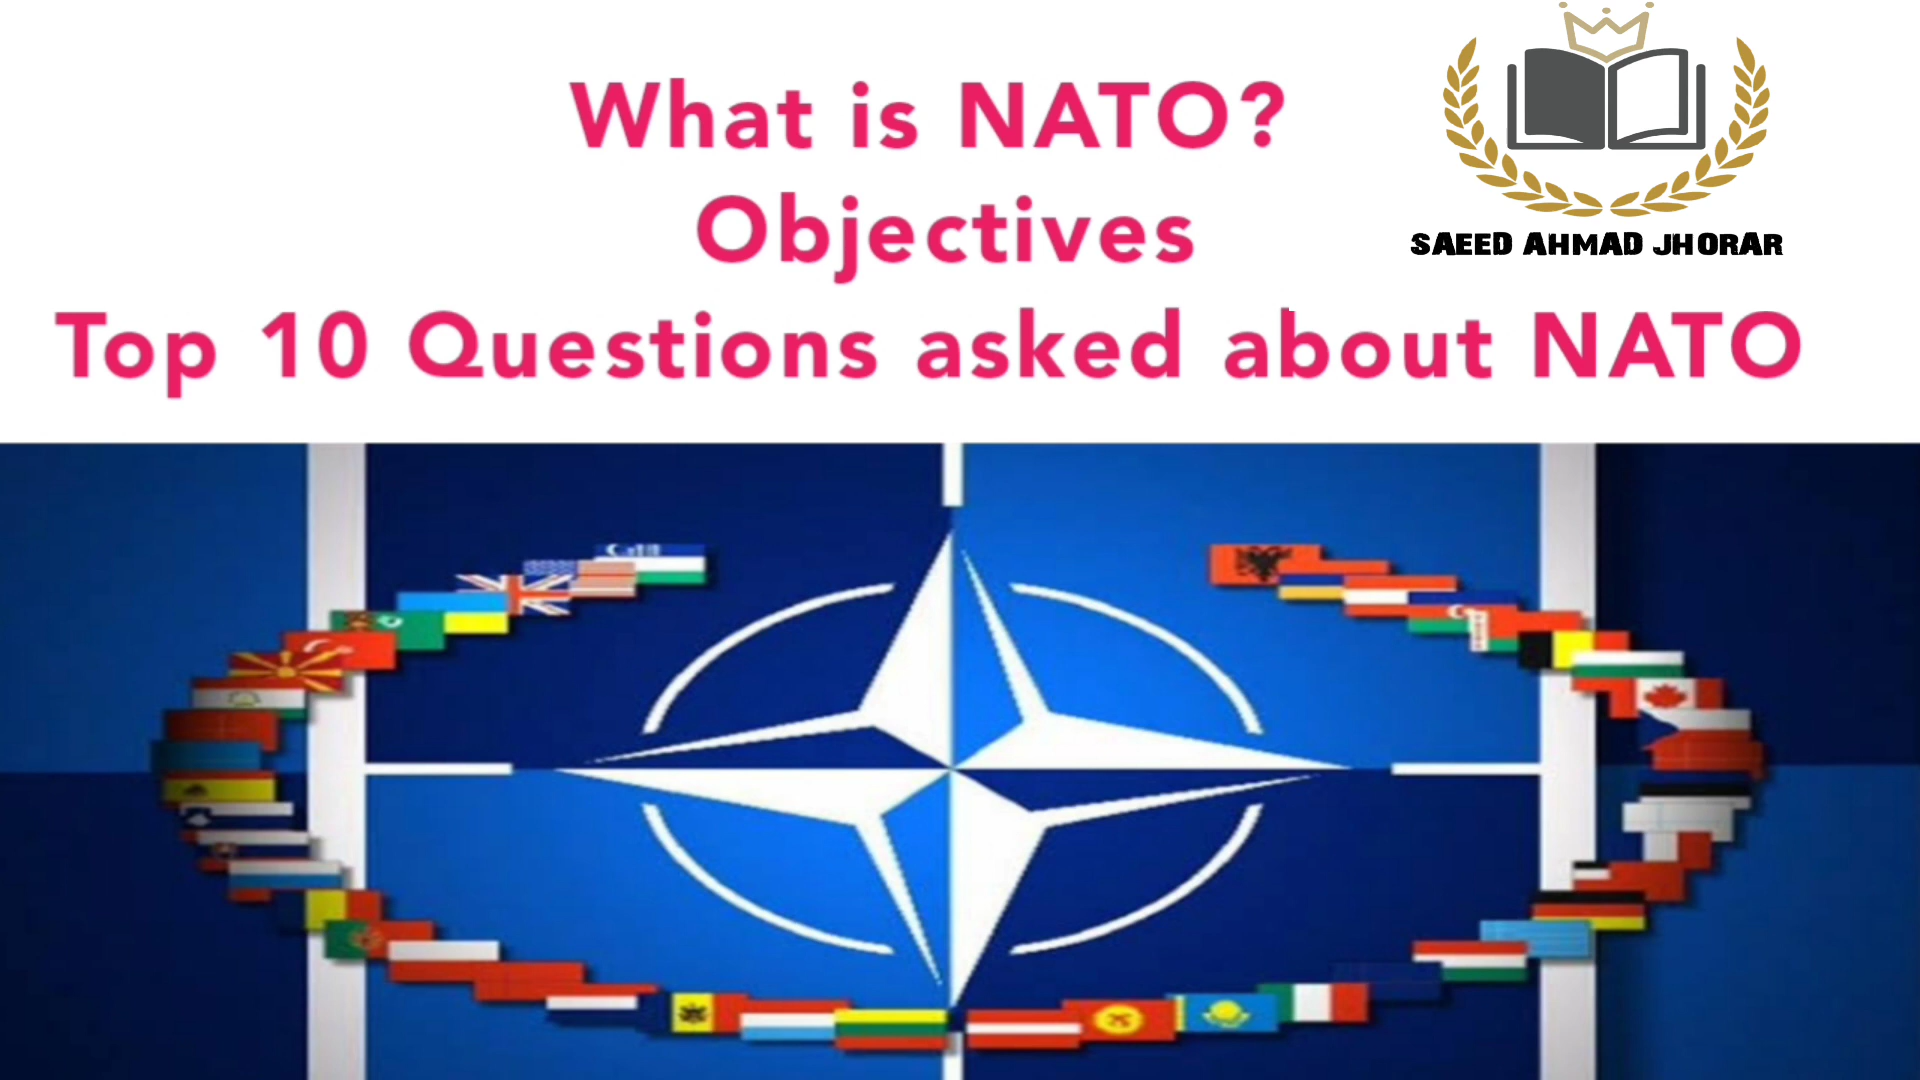 What is NATO?
Objectives
Top 10 Questions asked about NATO
SAEED AHMAD JHORAR